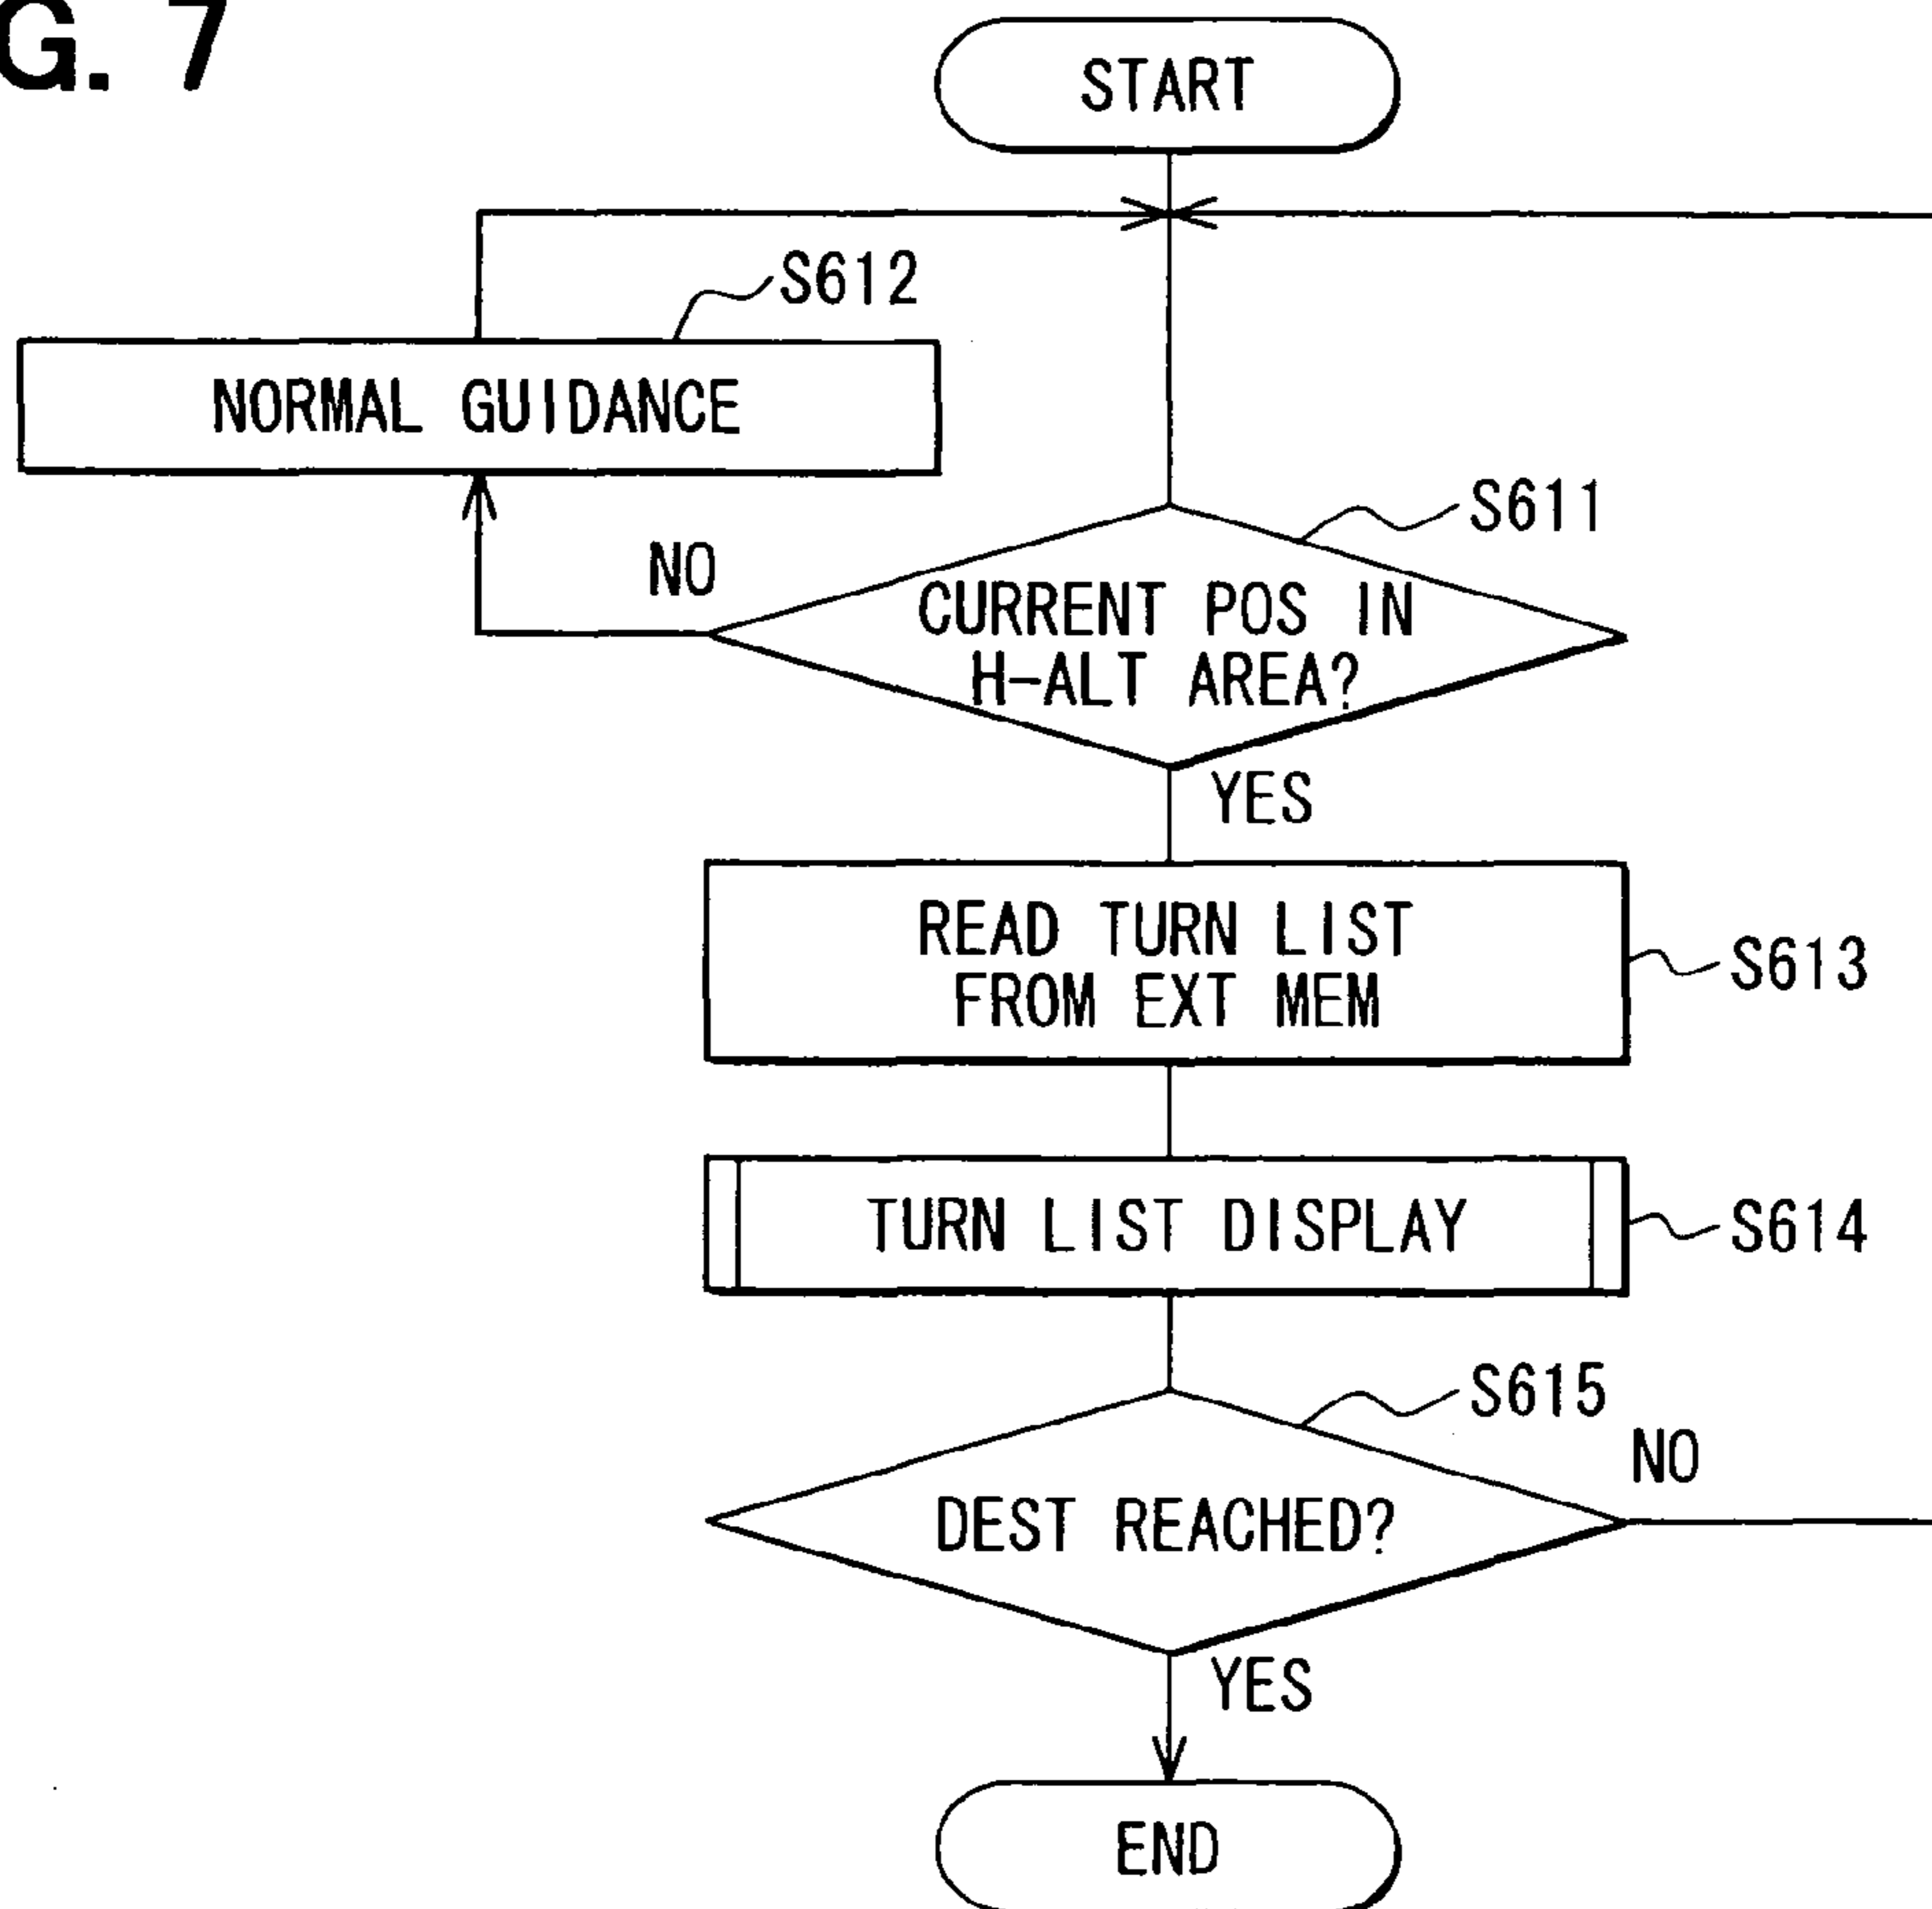 G. 7
START
S612
NORMAL GUIDANCE
S611
NO
CURRENT POS IN
H-ALT AREA?
YES
READ TURN LIST
FROM EXT MEM
S613
TURN LIST DISPLAY
S614
S615
NO
DEST REACHED?
YES
END